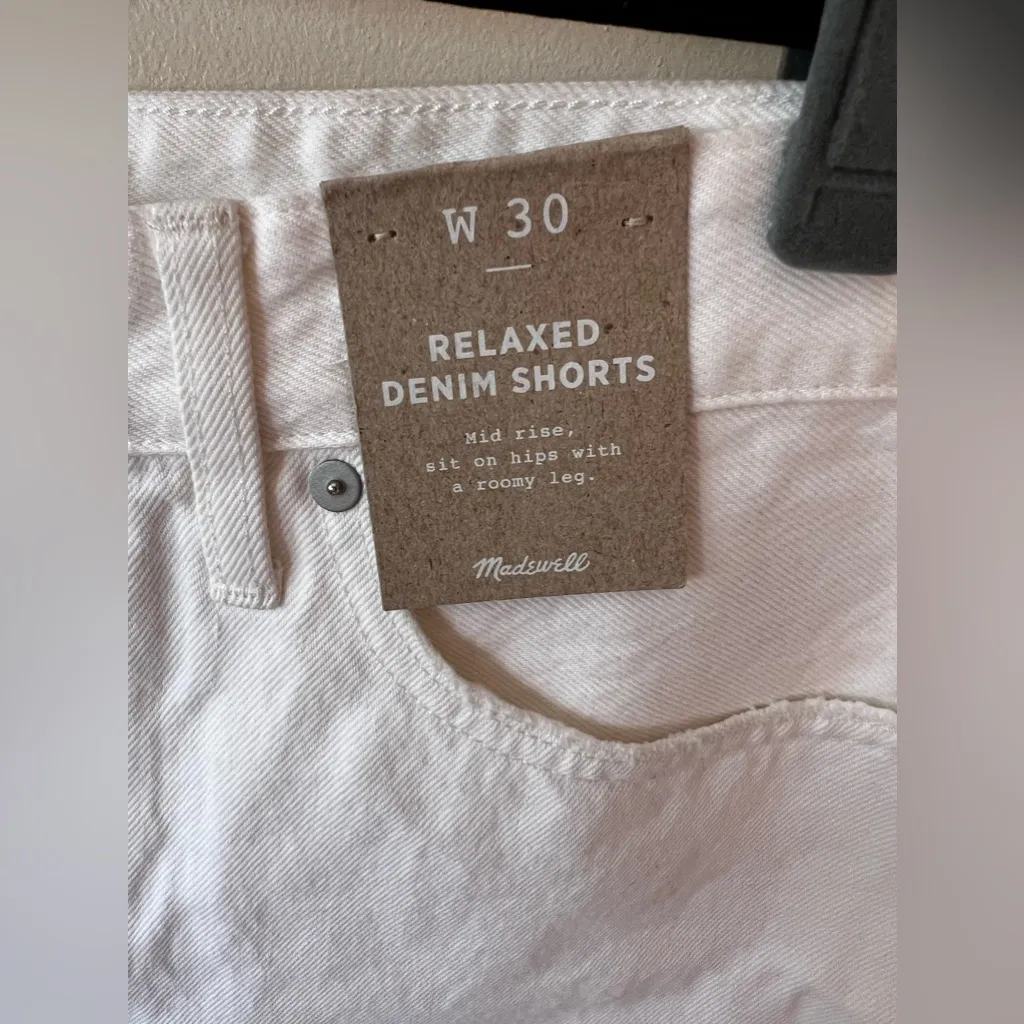 W 30
RELAXED
DENIM SHORTS
Mid rise,
sit on hips with
a roomy leg.
Madewell